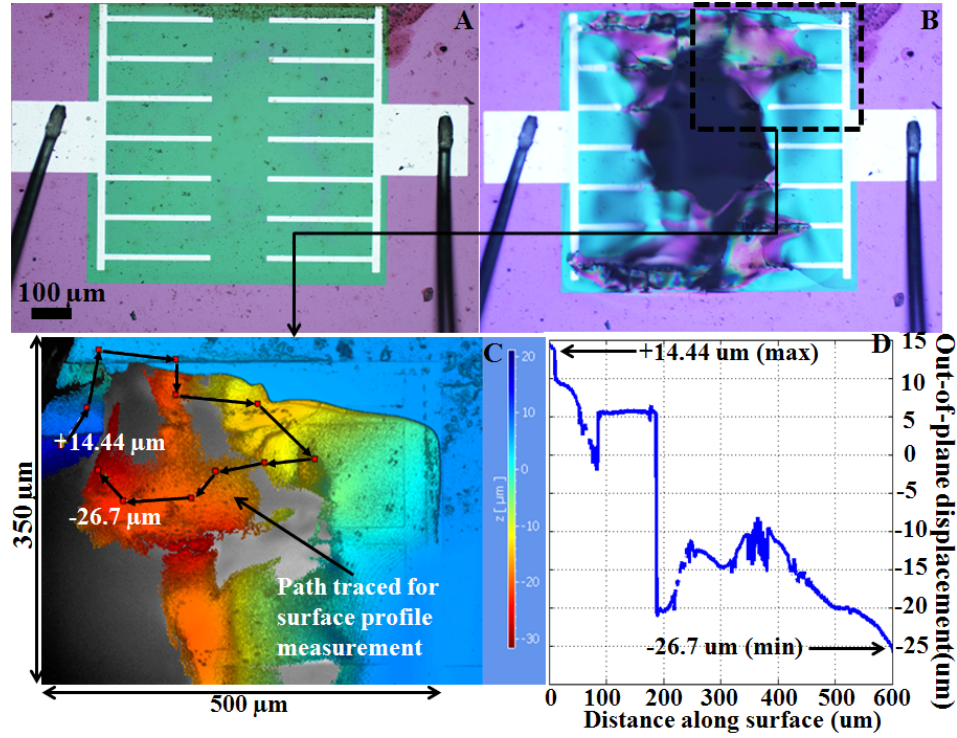 A
B
100 µm
C
+14.44 µm
-26.7 µm
350 µm
500 µm
Path traced for
surface profile
measurement
20
10
0
-10
-20
-30
z [µm]
D
+14.44 um (max)
-26.7 um (min)
15
10
5
0
-5
-10
-15
-20
-25
Out-of-plane displacement(um)
0 100 200 300 400 500 600
Distance along surface (um)